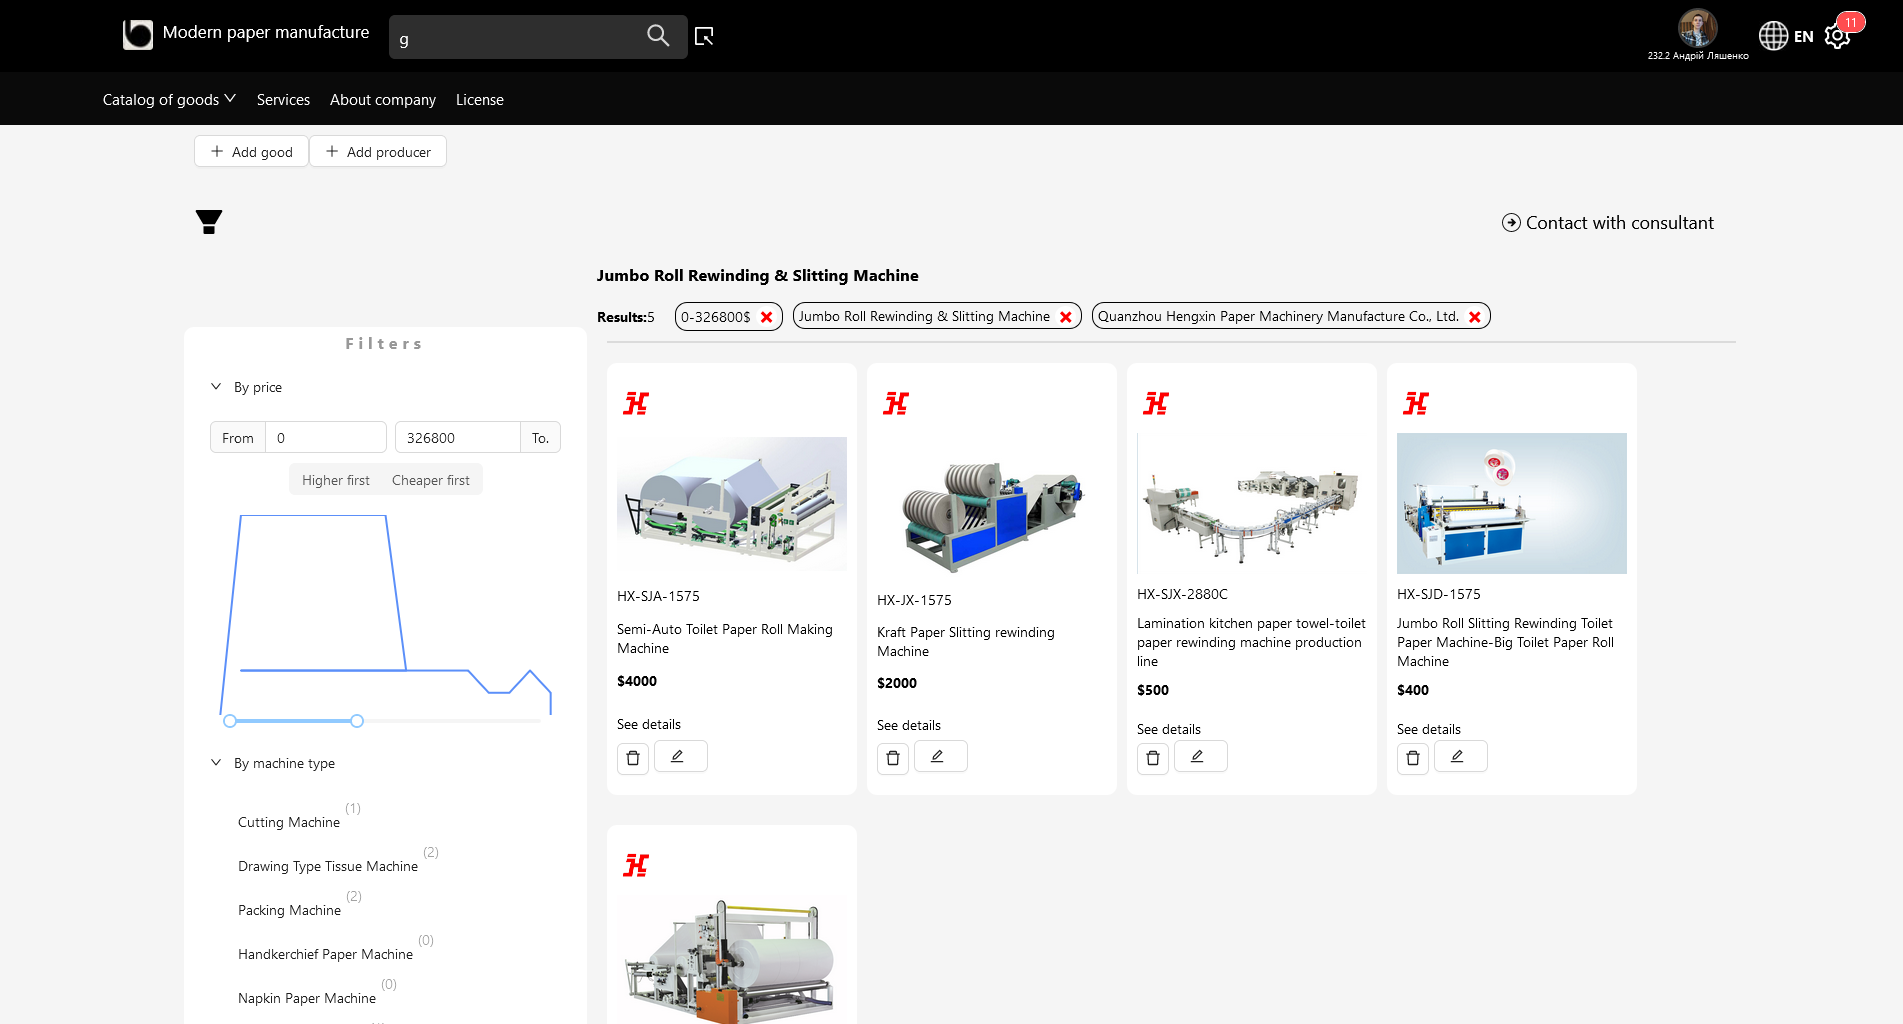 Modern paper manufacture
g
232.2 Андрій Ляшенко
EN
11
Catalog of goods
Services
About company
License
Add good
Add producer
Contact with consultant
Jumbo Roll Rewinding & Slitting Machine
Results:5
0-326800$
Jumbo Roll Rewinding & Slitting Machine
Quanzhou Hengxin Paper Machinery Manufacture Co., Ltd.
Filters
By price
From 0
326800 To.
Higher first
Cheaper first
By machine type
Cutting Machine (1)
Drawing Type Tissue Machine (2)
Packing Machine (2)
Handkerchief Paper Machine (0)
Napkin Paper Machine (0)
HX-SJA-1575
Semi-Auto Toilet Paper Roll Making
Machine
$4000
See details
HX-JX-1575
Kraft Paper Slitting rewinding
Machine
$2000
See details
HX-SJX-2880C
Lamination kitchen paper towel-toilet
paper rewinding machine production
line
$500
See details
HX-SJD-1575
Jumbo Roll Slitting Rewinding Toilet
Paper Machine-Big Toilet Paper Roll
Machine
$400
See details